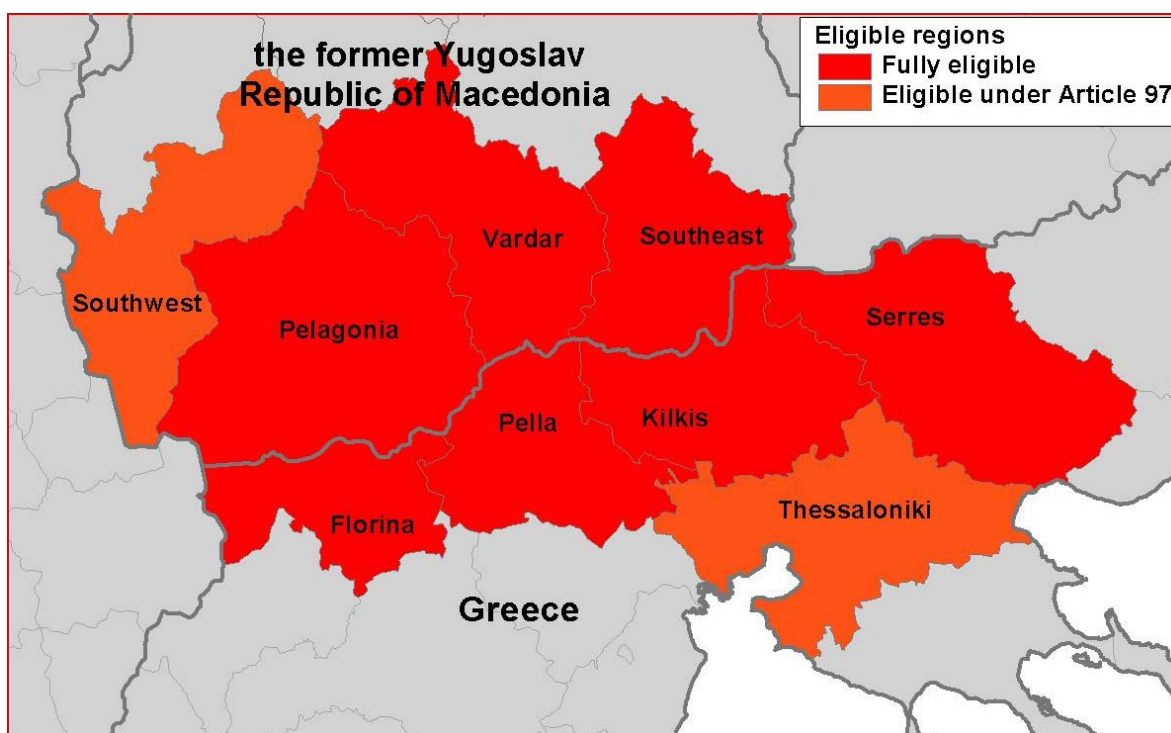 the former Yugoslav
Republic of Macedonia
Eligible regions
Fully eligible
Eligible under Article 97
Vardar
Southeast
Southwest
Pelagonia
Serres
Pella
Kilkis
Florina
Thessaloniki
Greece